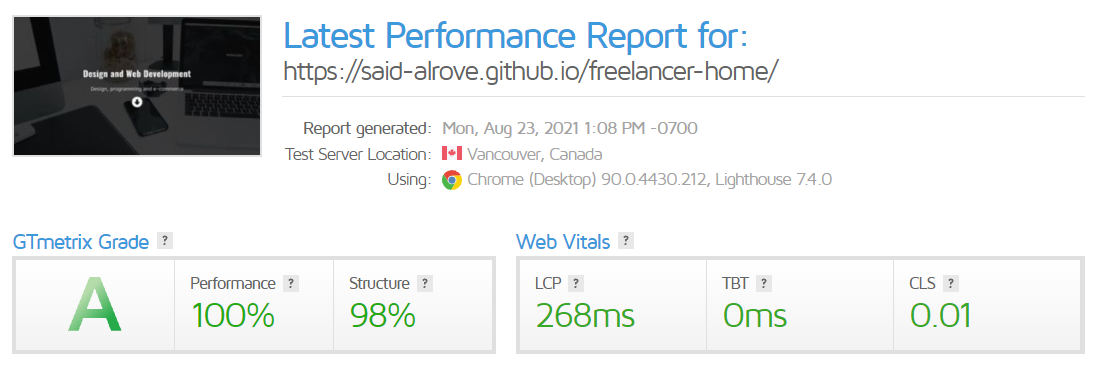 Design and Web Development
Design, programming and e-commerce
Latest Performance Report for:
https://said-alrove.github.io/freelancer-home/
Report generated: Mon, Aug 23, 2021 1:08 PM -0700
Test Server Location: Vancouver, Canada
Using: Chrome (Desktop) 90.0.4430.212, Lighthouse 7.4.0
GTmetrix Grade ?
A
Performance ?
100%
Structure ?
98%
Web Vitals ?
LCP ?
268ms
TBT ?
0ms
CLS ?
0.01